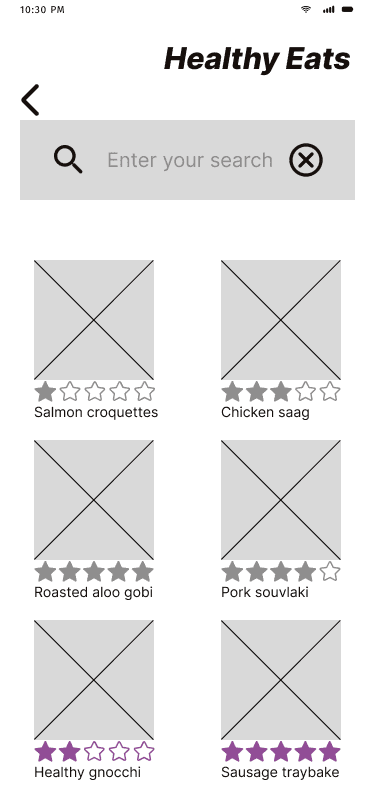 10:30 PM
Healthy Eats
Enter your search
Salmon croquettes
Chicken saag
Roasted aloo gobi
Pork souvlaki
Healthy gnocchi
Sausage traybake